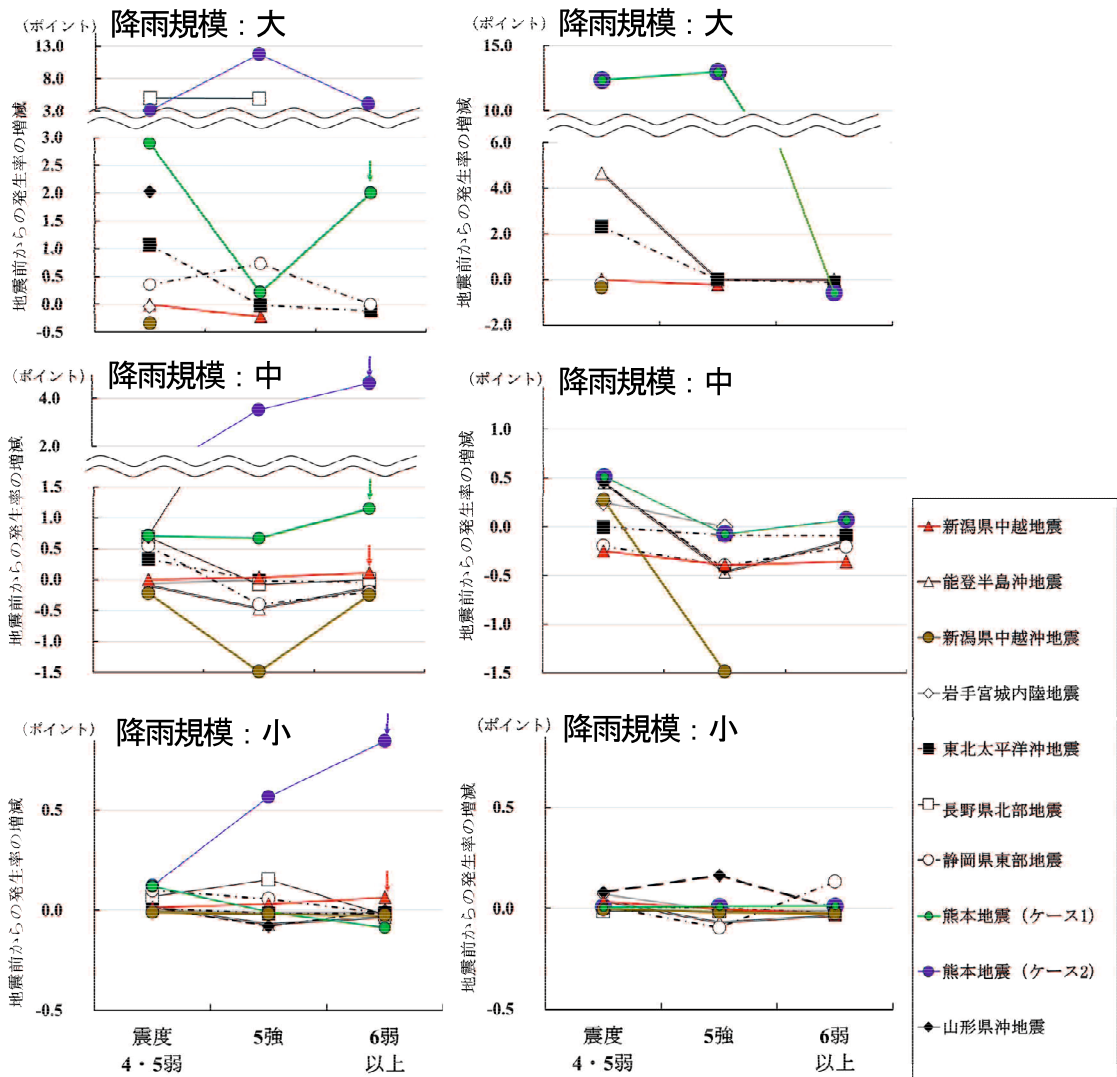 (ポイント) 降雨規模：大
13.0
8.0
3.0
3.0
2.5
2.0
1.5
1.0
0.5
0.0
-0.5
地震前からの発生率の増減
(ポイント) 降雨規模：大
15.0
10.0
6.0
4.0
2.0
0.0
-2.0
地震前からの発生率の増減
(ポイント) 降雨規模：中
4.0
2.0
1.5
1.0
0.5
0.0
-0.5
-1.0
-1.5
地震前からの発生率の増減
(ポイント) 降雨規模：中
1.0
0.5
0.0
-0.5
-1.0
-1.5
地震前からの発生率の増減
(ポイント) 降雨規模：小
0.5
0.0
-0.5
地震前からの発生率の増減
震度 5強 6弱
4・5弱 以上
(ポイント) 降雨規模：小
0.5
0.0
-0.5
地震前からの発生率の増減
震度 5強 6弱
4・5弱 以上
新潟県中越地震
能登半島沖地震
新潟県中越沖地震
岩手宮城内陸地震
東北太平洋沖地震
長野県北部地震
静岡県東部地震
熊本地震（ケース1）
熊本地震（ケース2）
山形県沖地震